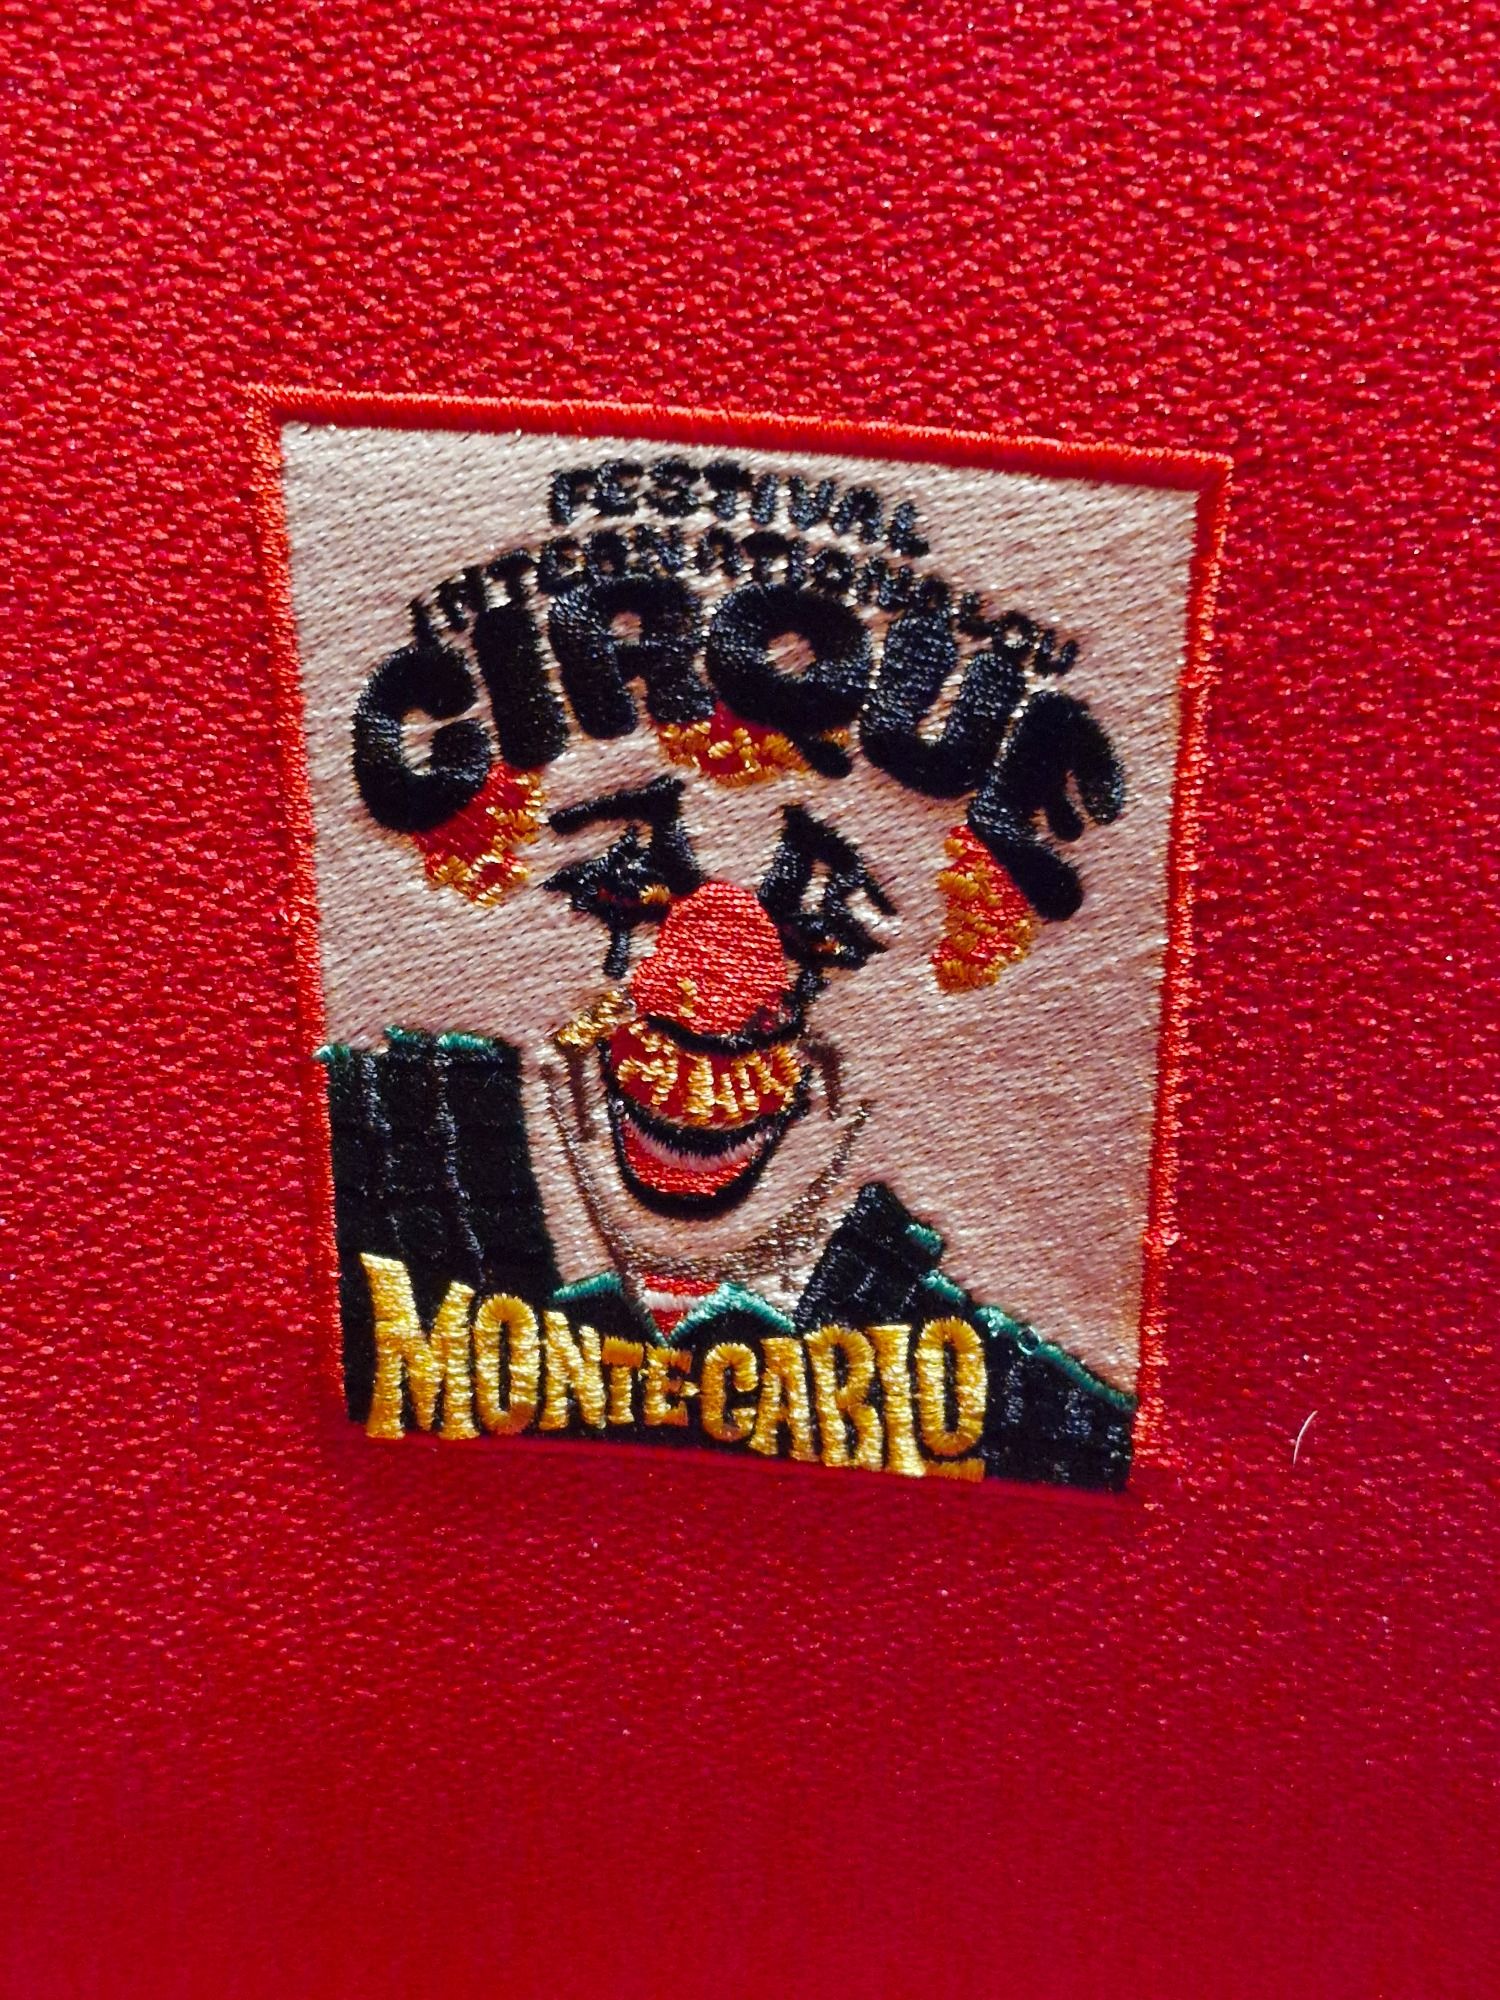 FESTIVAL
INTERNATIONAL DU
CIRQUE
MONTE-CARLO